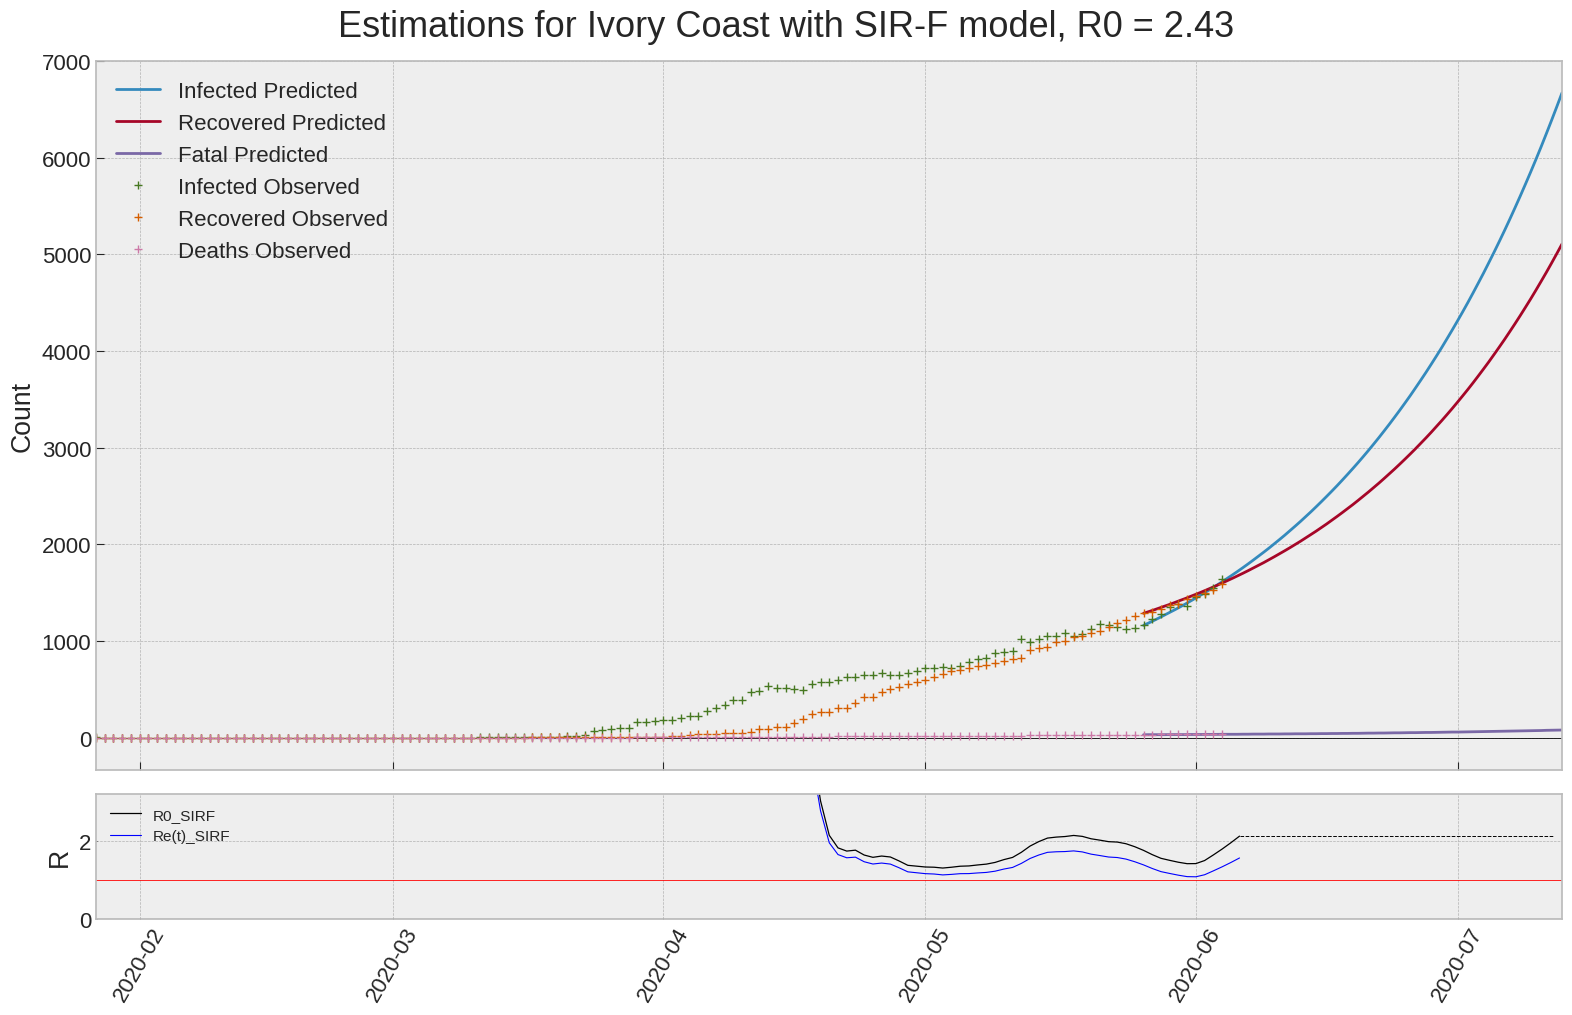 Estimations for Ivory Coast with SIR-F model, R0 = 2.43
7000
6000
5000
4000
3000
2000
1000
0
Count
Infected Predicted
Recovered Predicted
Fatal Predicted
Infected Observed
Recovered Observed
Deaths Observed
R0_SIRF
Re(t)_SIRF
2
0
R
2020-02
2020-03
2020-04
2020-05
2020-06
2020-07